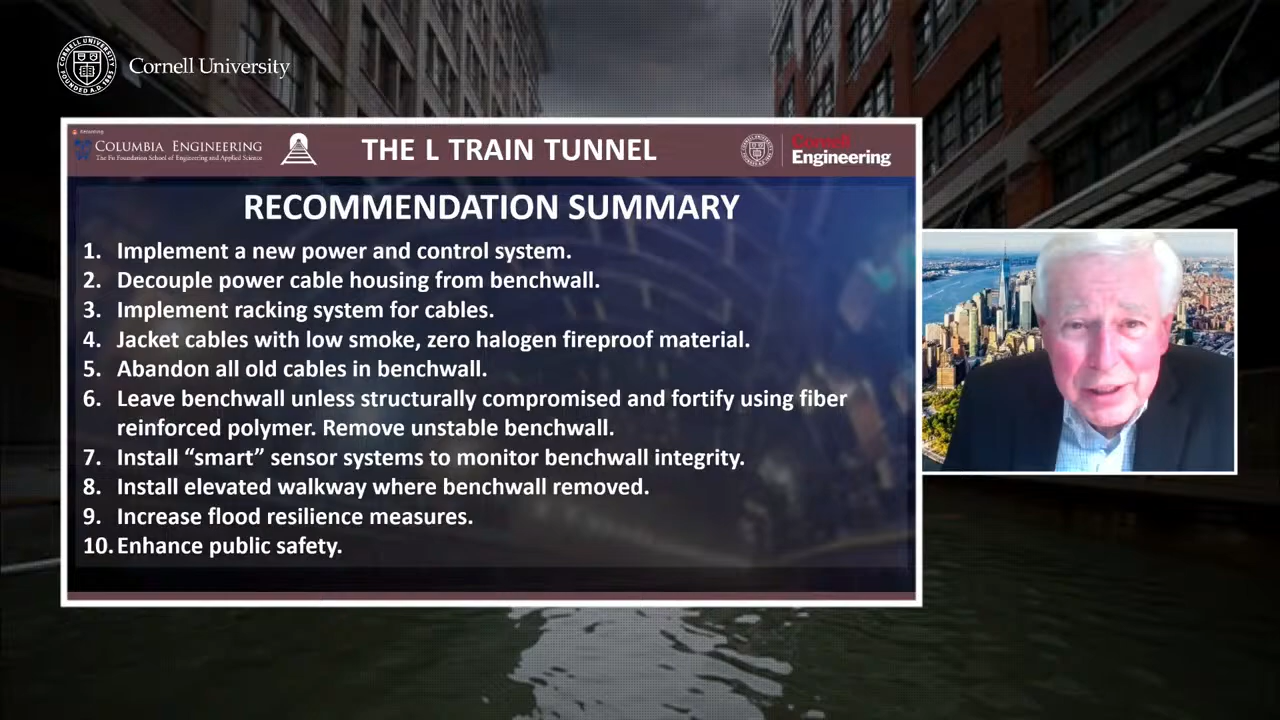 Cornell University
COLUMBIA ENGINEERING
The Fu Foundation School of Engineering and Applied Science
THE L TRAIN TUNNEL
Cornell
Engineering
RECOMMENDATION SUMMARY
1. Implement a new power and control system.
2. Decouple power cable housing from benchwall.
3. Implement racking system for cables.
4. Jacket cables with low smoke, zero halogen fireproof material.
5. Abandon all old cables in benchwall.
6. Leave benchwall unless structurally compromised and fortify using fiber
reinforced polymer. Remove unstable benchwall.
7. Install “smart” sensor systems to monitor benchwall integrity.
8. Install elevated walkway where benchwall removed.
9. Increase flood resilience measures.
10. Enhance public safety.